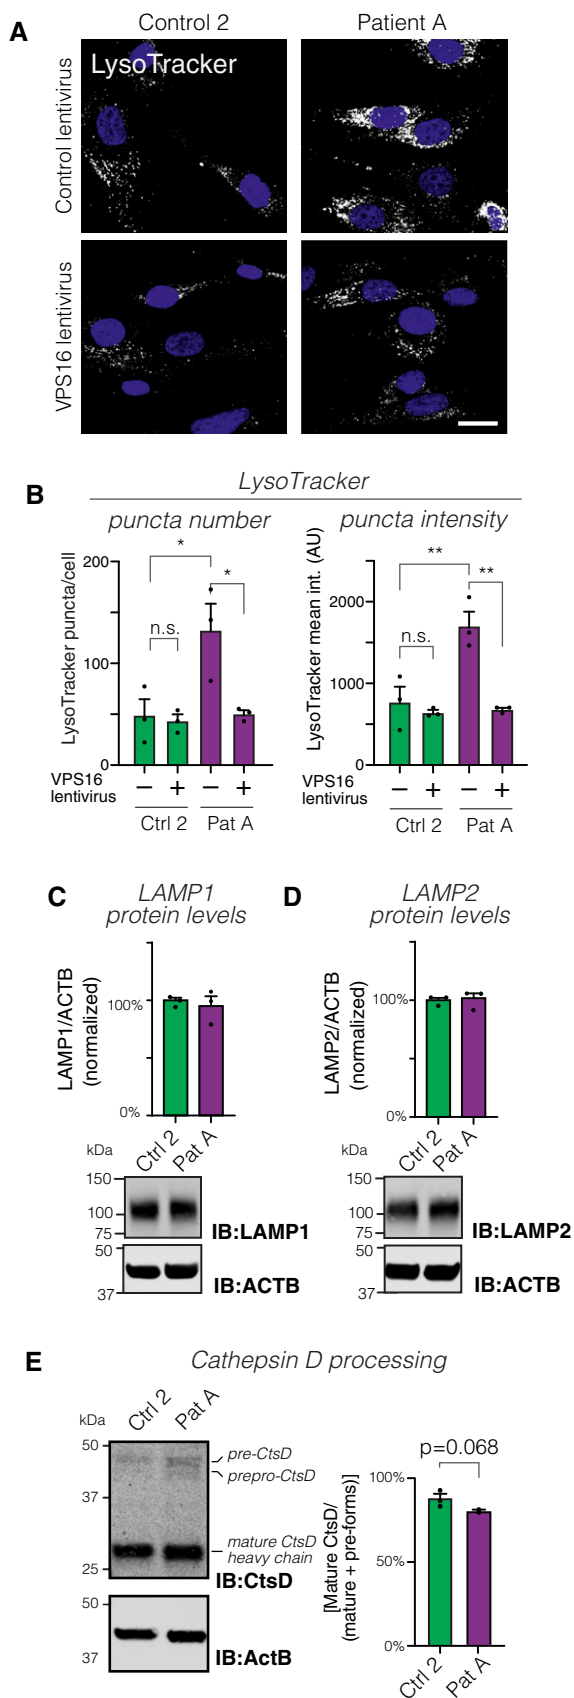 A
Control 2
Patient A
LysoTracker
Control lentivirus
VPS16 lentivirus
B
LysoTracker
puncta number
puncta intensity
LysoTracker puncta/cell
200
100
0
*
*
n.s.
VPS16
lentivirus
− + − +
Ctrl 2
Pat A
LysoTracker mean int. (AU)
2000
1000
0
**
**
n.s.
VPS16
lentivirus
− + − +
Ctrl 2
Pat A
C
LAMP1
protein levels
LAMP1/ACTB
(normalized)
100%
0%
Ctrl 2
Pat A
kDa
150
100
75
IB:LAMP1
50
37
IB:ACTB
D
LAMP2
protein levels
LAMP2/ACTB
(normalized)
100%
0%
Ctrl 2
Pat A
kDa
150
100
75
IB:LAMP2
50
37
IB:ACTB
E
Cathepsin D processing
Ctrl 2
Pat A
kDa
50
37
25
pre-CtsD
prepro-CtsD
mature CtsD
heavy chain
IB:CtsD
50
37
IB:ActB
p=0.068
[Mature CtsD/
(mature + pre-forms)]
100%
50%
0%
Ctrl 2
Pat A